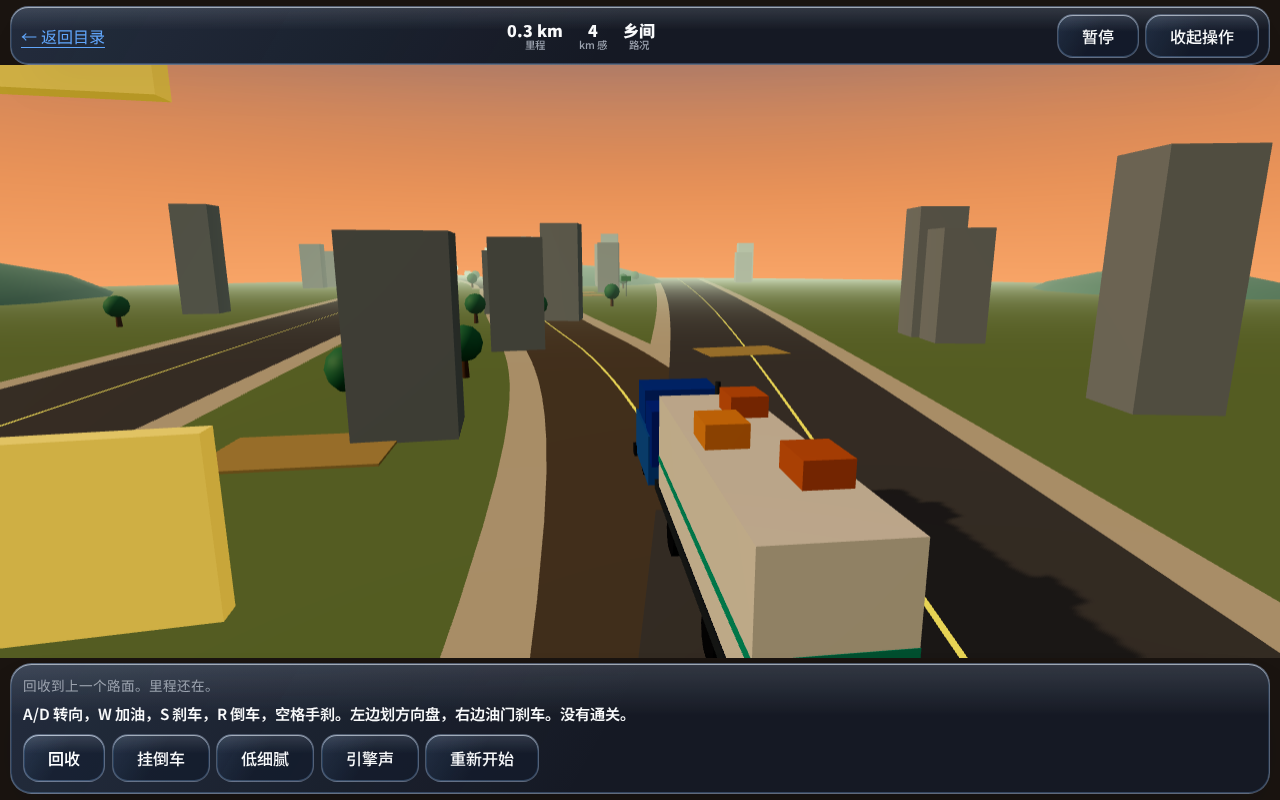 ← 返回目录
0.3 km 4 乡间
里程 km 感 路况
暂停 收起操作
回收到上一个路面。里程还在。
A/D 转向，W 加油，S 刹车，R 倒车，空格手刹。左边划方向盘，右边油门刹车。没有通关。
回收 挂倒车 低细腻 引擎声 重新开始